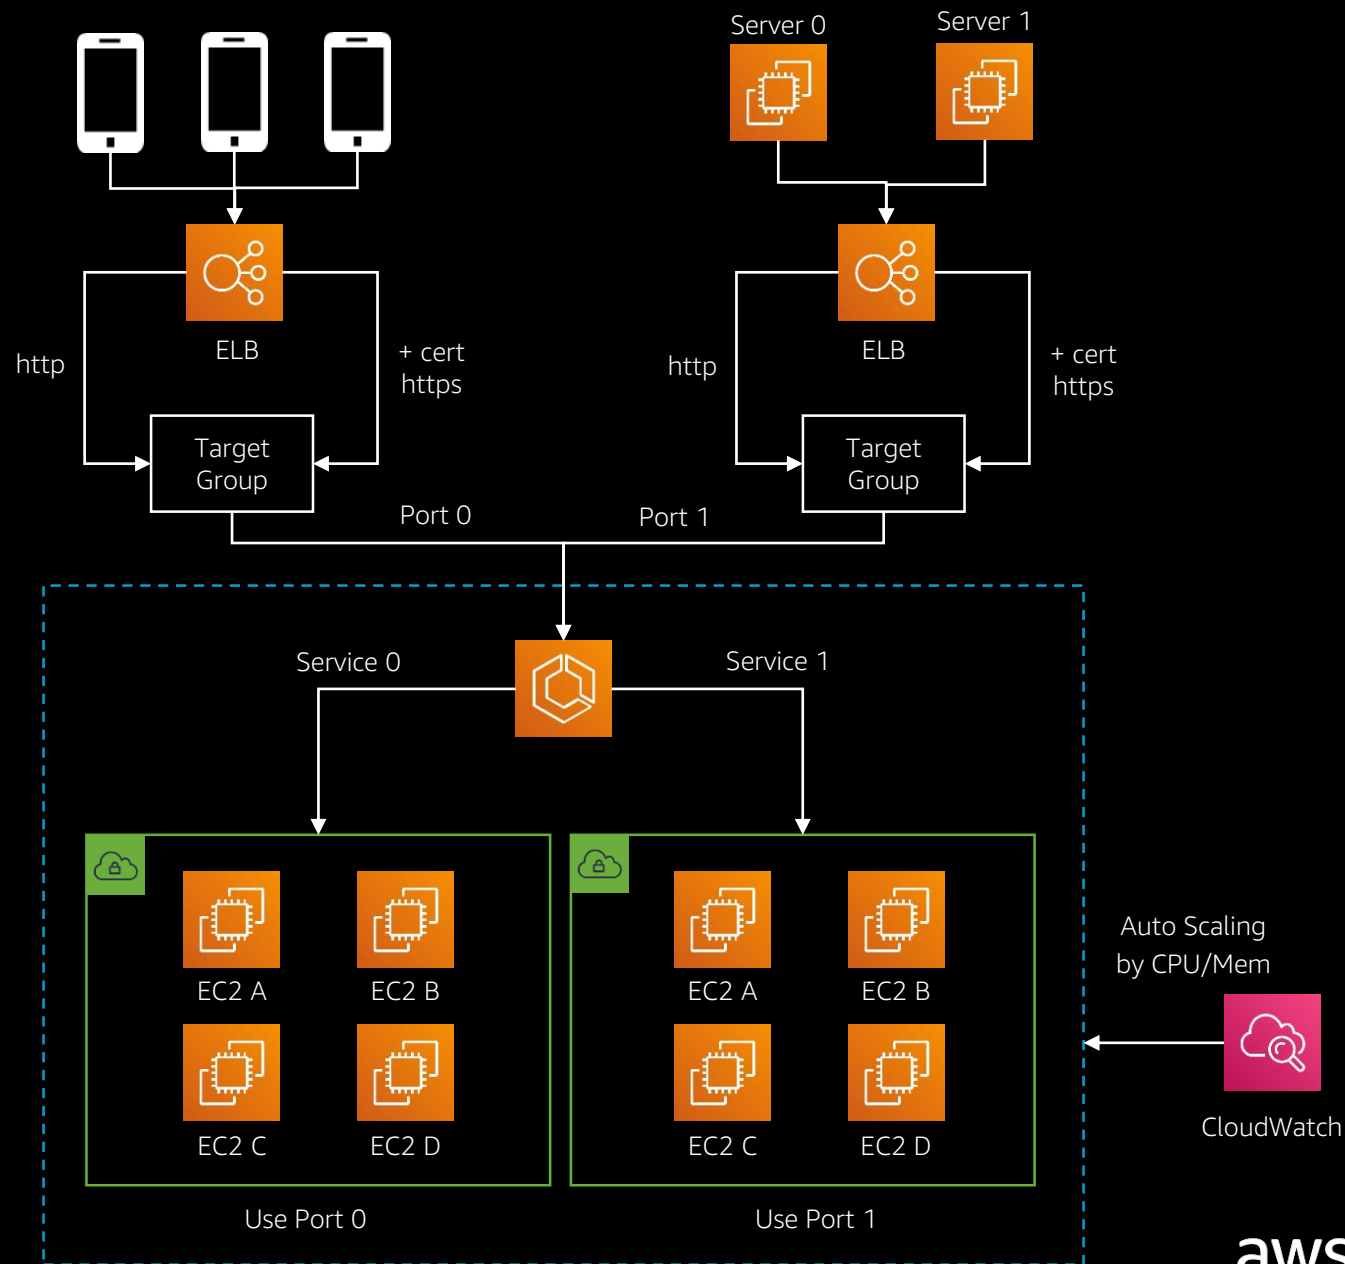 Server 0
Server 1
ELB
ELB
http
+ cert
https
http
+ cert
https
Target
Group
Target
Group
Port 0
Port 1
Service 0
Service 1
EC2 A
EC2 B
EC2 A
EC2 B
Auto Scaling
by CPU/Mem
EC2 C
EC2 D
EC2 C
EC2 D
CloudWatch
Use Port 0
Use Port 1
aws